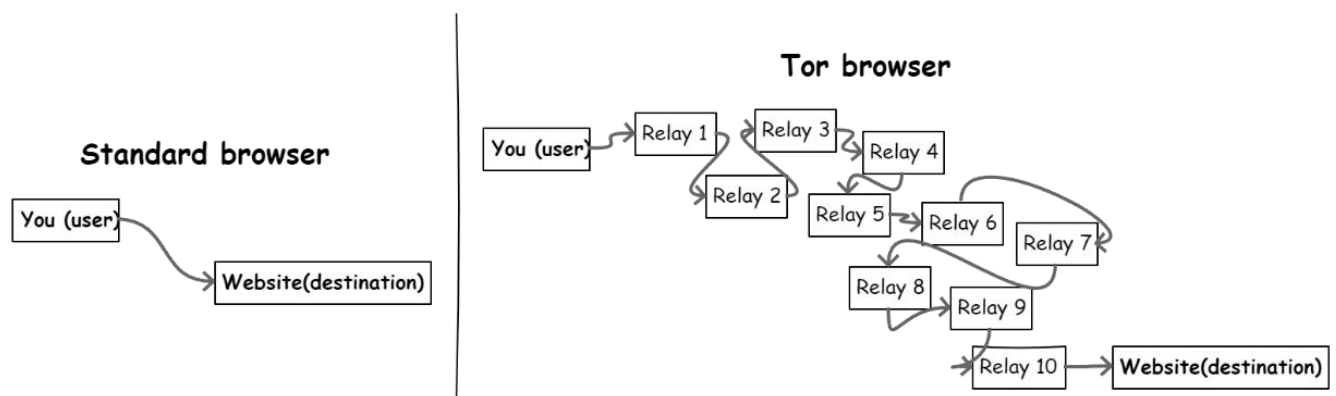 Standard browser
You (user)
Website(destination)
Tor browser
You (user)
Relay 1
Relay 2
Relay 3
Relay 4
Relay 5
Relay 6
Relay 7
Relay 8
Relay 9
Relay 10
Website(destination)